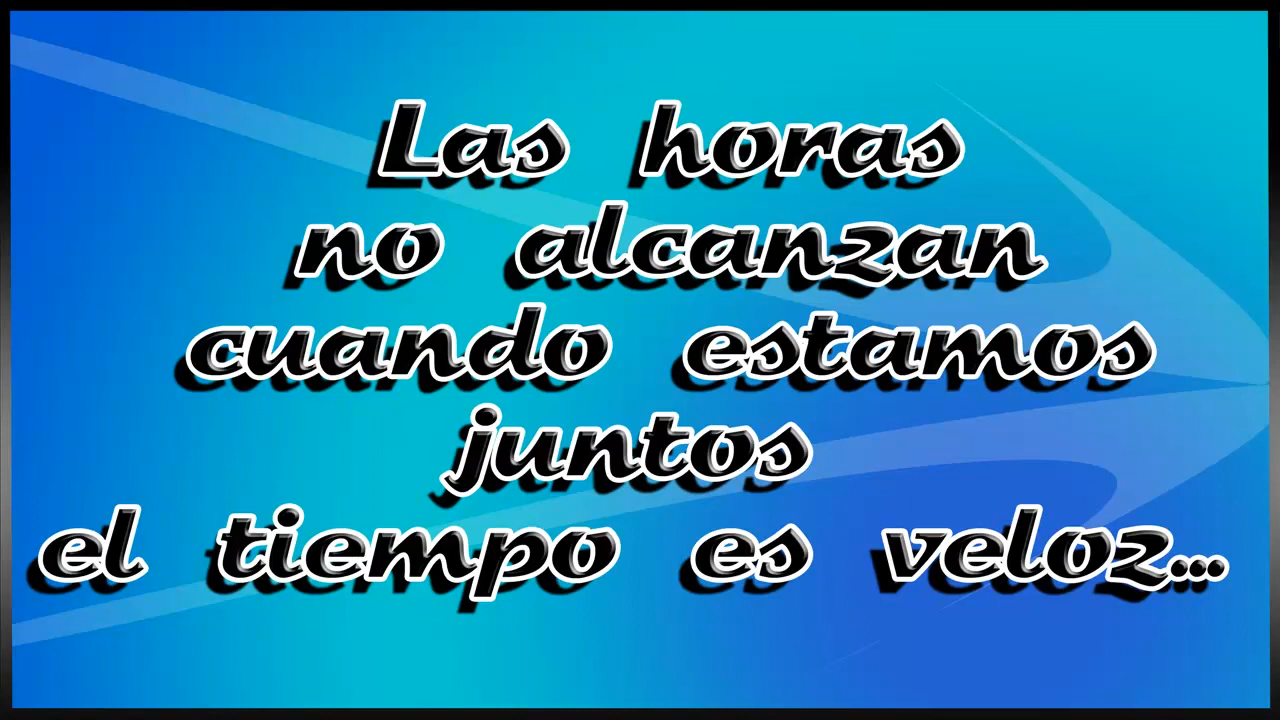 Las horas
no alcanzan
cuando estamos
juntos
el tiempo es veloz...